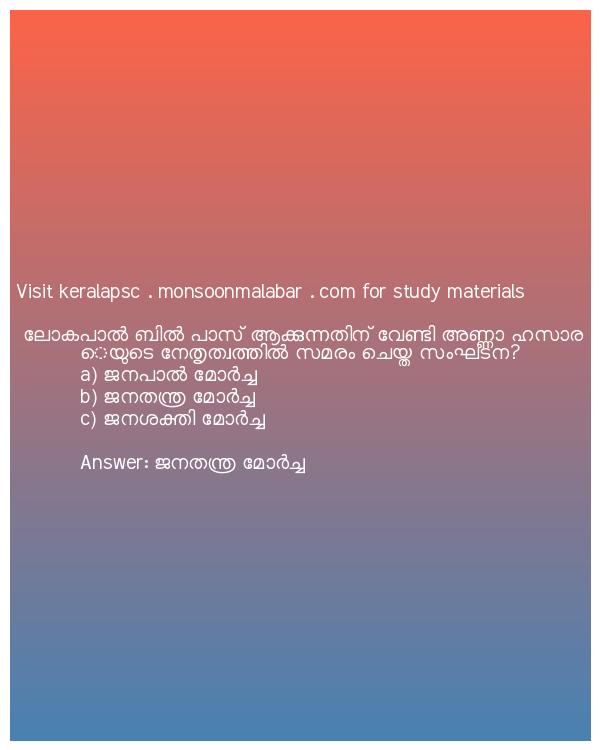 Visit keralapsc . monsoonmalabar . com for study materials
ലോകപാൽ ബിൽ പാസ് ആക്കുന്നതിന് വേണ്ടി അണ്ണാ ഹസാര
െയുടെ നേതൃത്വത്തിൽ സമരം ചെയ്ത സംഘടന?
a) ജനപാൽ മോർച്ച
b) ജനതന്ത്ര മോർച്ച
c) ജനശക്തി മോർച്ച
Answer: ജനതന്ത്ര മോർച്ച